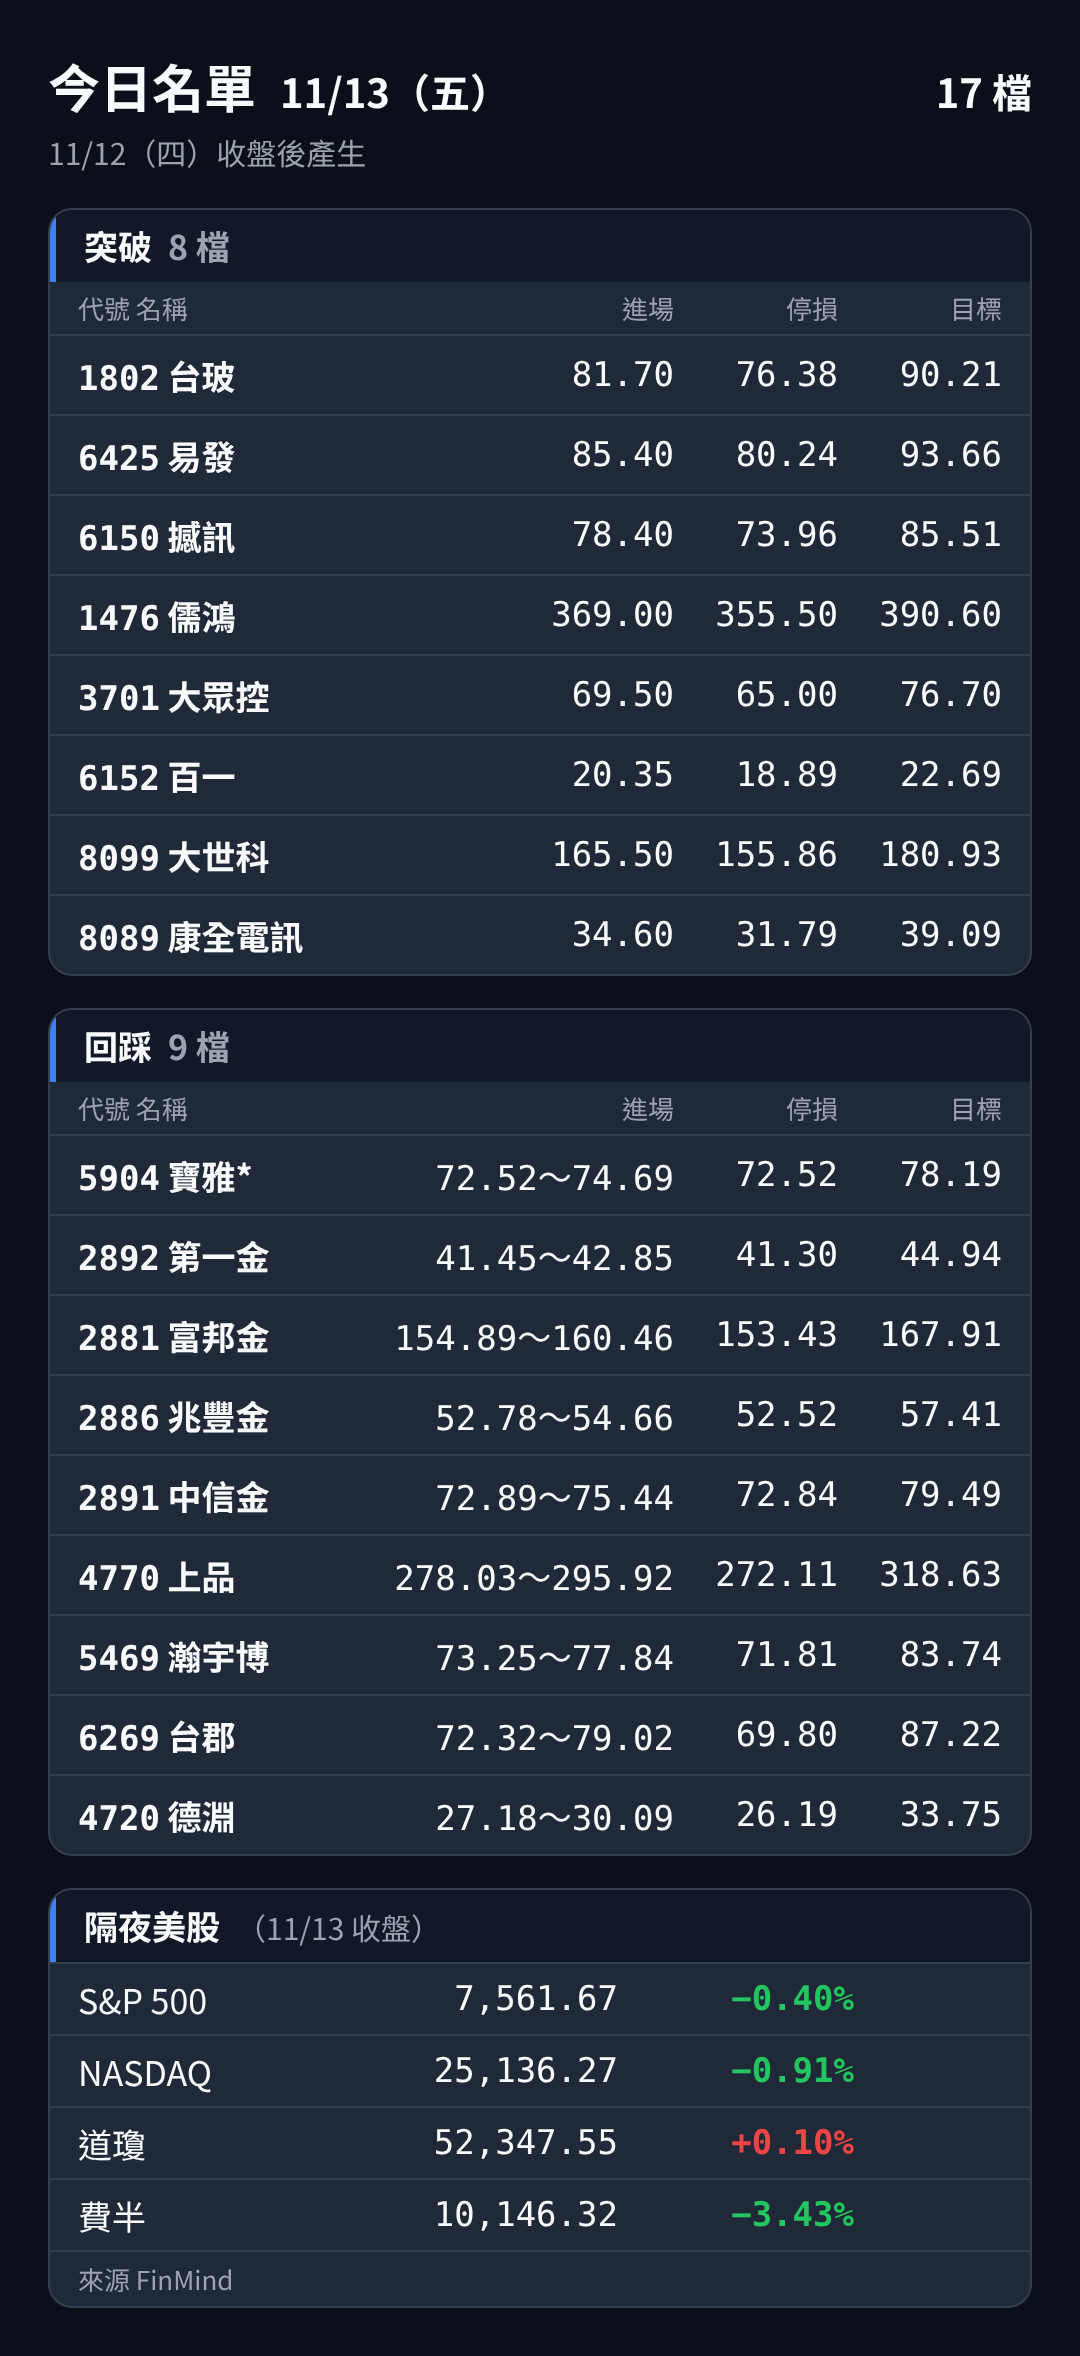 今日名單 11/13（五） 17 檔
11/12（四）收盤後產生
突破 8 檔
代號 名稱 進場 停損 目標
1802 台玻 81.70 76.38 90.21
6425 易發 85.40 80.24 93.66
6150 撼訊 78.40 73.96 85.51
1476 儒鴻 369.00 355.50 390.60
3701 大眾控 69.50 65.00 76.70
6152 百一 20.35 18.89 22.69
8099 大世科 165.50 155.86 180.93
8089 康全電訊 34.60 31.79 39.09
回踩 9 檔
代號 名稱 進場 停損 目標
5904 寶雅* 72.52～74.69 72.52 78.19
2892 第一金 41.45～42.85 41.30 44.94
2881 富邦金 154.89～160.46 153.43 167.91
2886 兆豐金 52.78～54.66 52.52 57.41
2891 中信金 72.89～75.44 72.84 79.49
4770 上品 278.03～295.92 272.11 318.63
5469 瀚宇博 73.25～77.84 71.81 83.74
6269 台郡 72.32～79.02 69.80 87.22
4720 德淵 27.18～30.09 26.19 33.75
隔夜美股 （11/13 收盤）
S&P 500 7,561.67 −0.40%
NASDAQ 25,136.27 −0.91%
道瓊 52,347.55 +0.10%
費半 10,146.32 −3.43%
來源 FinMind